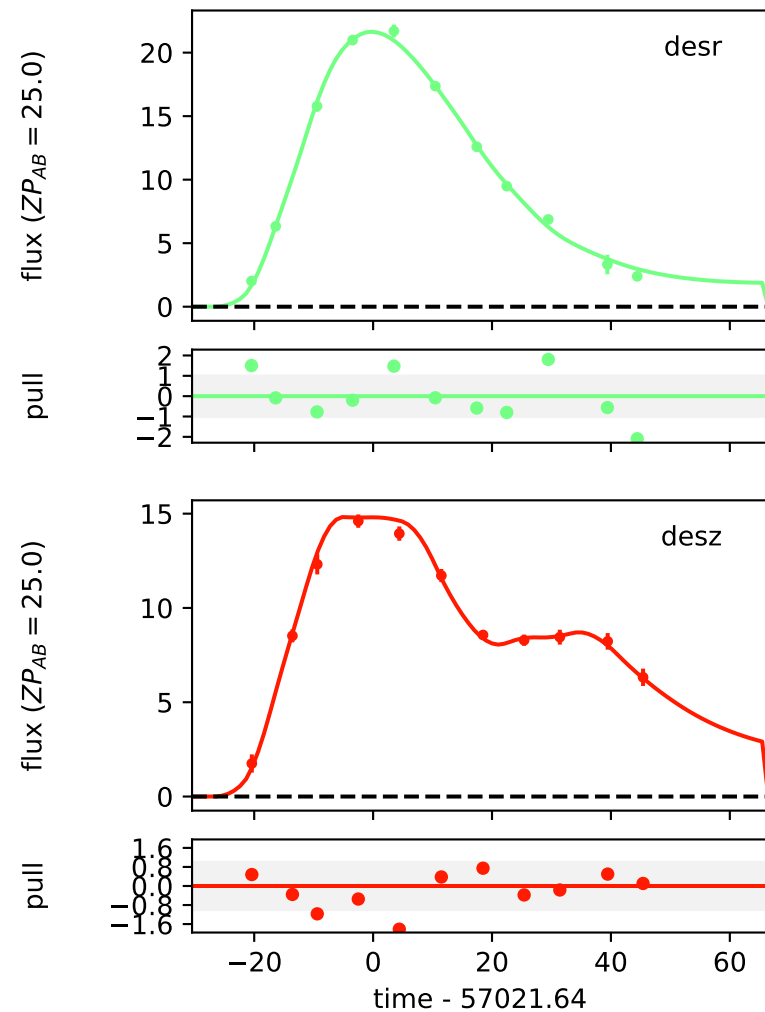 desr
flux (ZP_AB = 25.0)
20
15
10
5
0
pull
2
1
0
−1
−2
desz
flux (ZP_AB = 25.0)
15
10
5
0
pull
1.6
0.8
0.0
−0.8
−1.6
−20 0 20 40 60
time - 57021.64